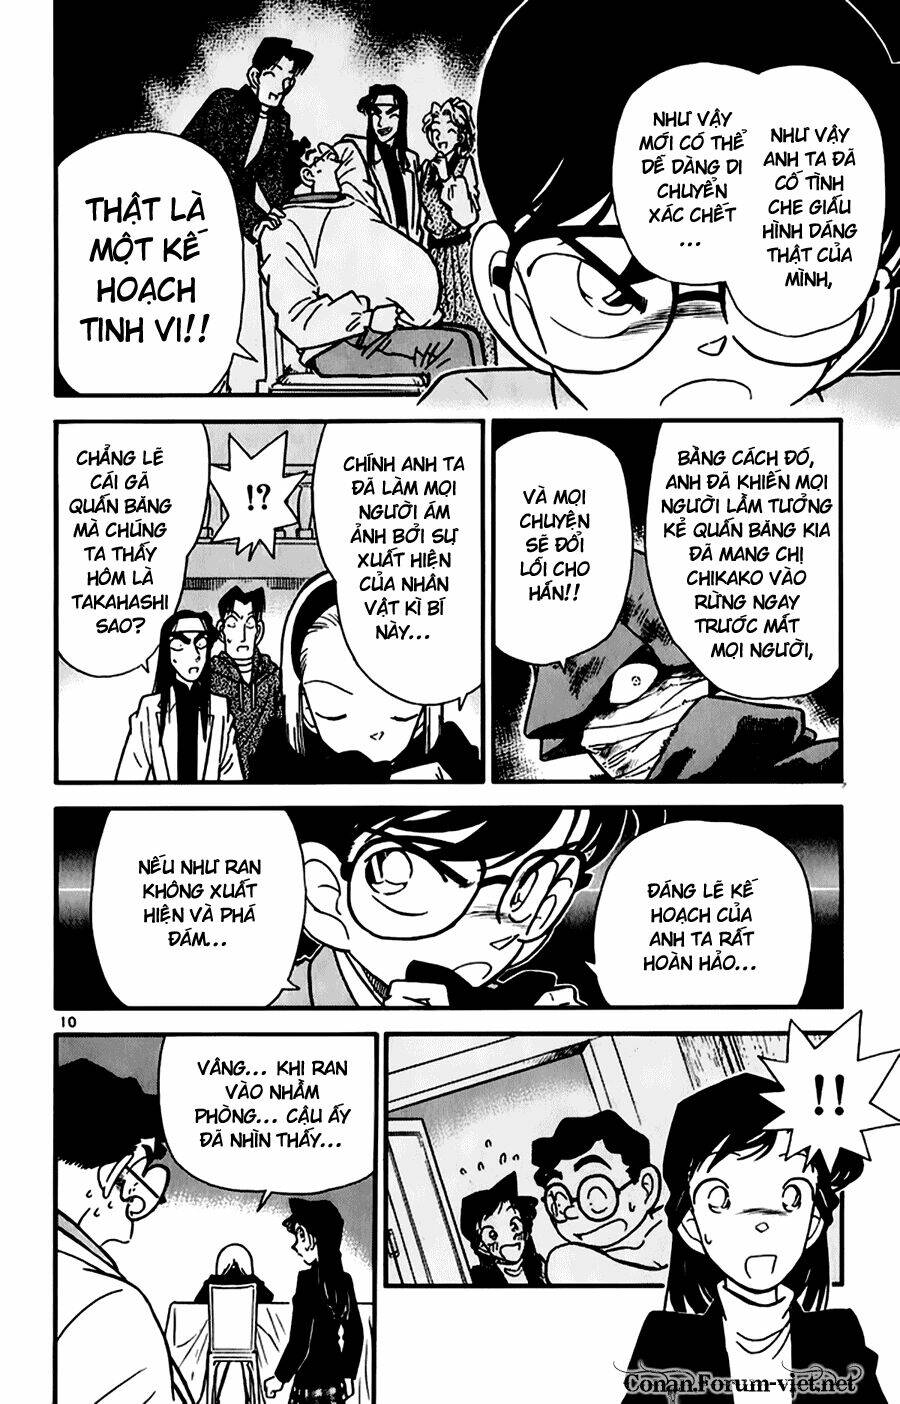 NHƯ VẬY
ANH TA ĐÃ
CỐ TÌNH
CHE GIẤU
HÌNH DÁNG
THẬT CỦA
MÌNH,
NHƯ VẬY
MỚI CÓ THỂ
DỄ DÀNG DI
CHUYỂN
XÁC CHẾT
...
THẬT LÀ
MỘT KẾ
HOẠCH
TINH VI!!
BẰNG CÁCH ĐÓ,
ANH ĐÃ KHIẾN MỌI
NGƯỜI LẦM TƯỞNG
KẺ QUẤN BĂNG KIA
ĐÃ MANG CHỊ
CHIKAKO VÀO
RỪNG NGAY
TRƯỚC MẮT
MỌI NGƯỜI,
VÀ MỌI
CHUYỆN
SẼ ĐỔI
LỐI CHO
HẮN!!
CHÍNH ANH TA
ĐÃ LÀM MỌI
NGƯỜI ÁM
ẢNH BỞI SỰ
XUẤT HIỆN
CỦA NHÂN
VẬT KÌ BÍ
NÀY...
!?
CHẲNG LẼ
CÁI GÃ
QUẤN BĂNG
MÀ CHÚNG
TA THẤY
HÔM LÀ
TAKAHASHI
SAO?
ĐÁNG LẼ KẾ
HOẠCH CỦA
ANH TA RẤT
HOÀN HẢO...
NẾU NHƯ RAN
KHÔNG XUẤT
HIỆN VÀ PHÁ
ĐÁM...
10
!!
VÂNG... KHI RAN
VÀO NHẦM
PHÒNG... CẬU ẤY
ĐÃ NHÌN THẤY...
Conan.Forum-viet.net